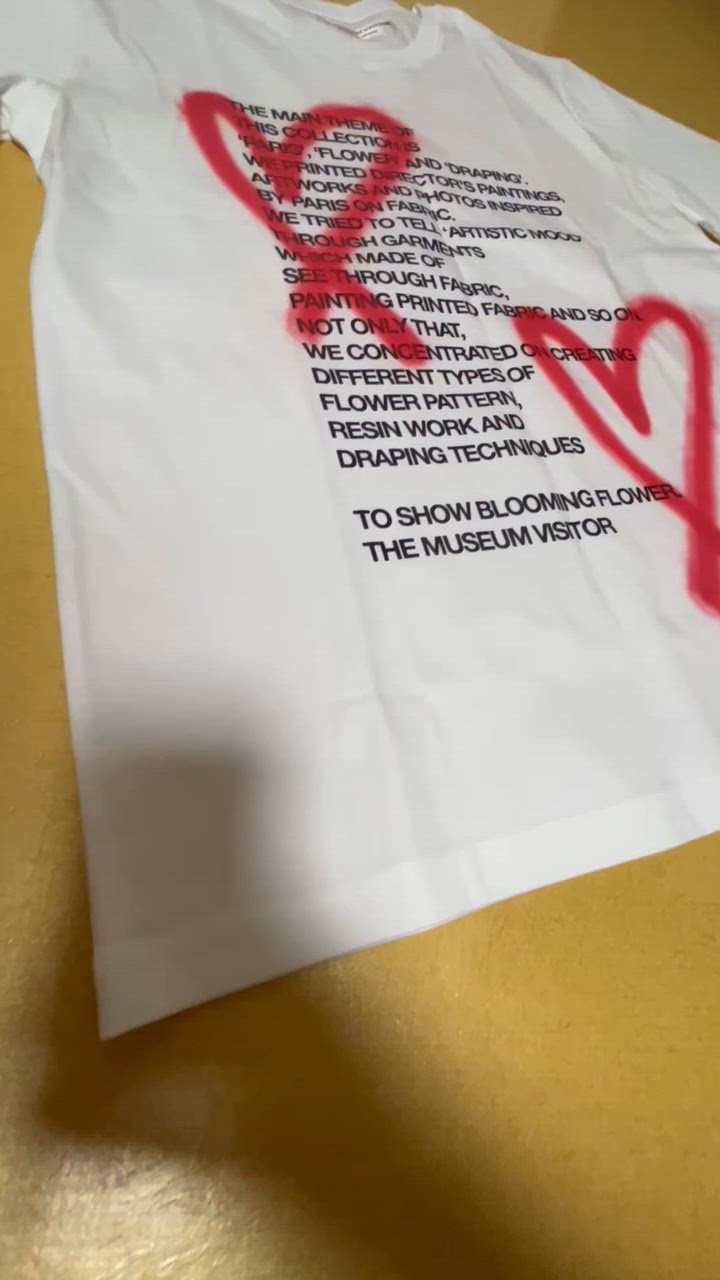 THE MAIN THEME OF
THIS COLLECTION IS
'PARIS', 'FLOWER' AND 'DRAPING'.
WE PRINTED DIRECTOR'S PAINTINGS,
ARTWORKS AND PHOTOS INSPIRED
BY PARIS ON FABRIC.
WE TRIED TO TELL 'ARTISTIC MOOD'
THROUGH GARMENTS
WHICH MADE OF
SEE THROUGH FABRIC,
PAINTING PRINTED FABRIC AND SO ON.
NOT ONLY THAT,
WE CONCENTRATED ON CREATING
DIFFERENT TYPES OF
FLOWER PATTERN,
RESIN WORK AND
DRAPING TECHNIQUES
TO SHOW BLOOMING FLOWER.
THE MUSEUM VISITOR